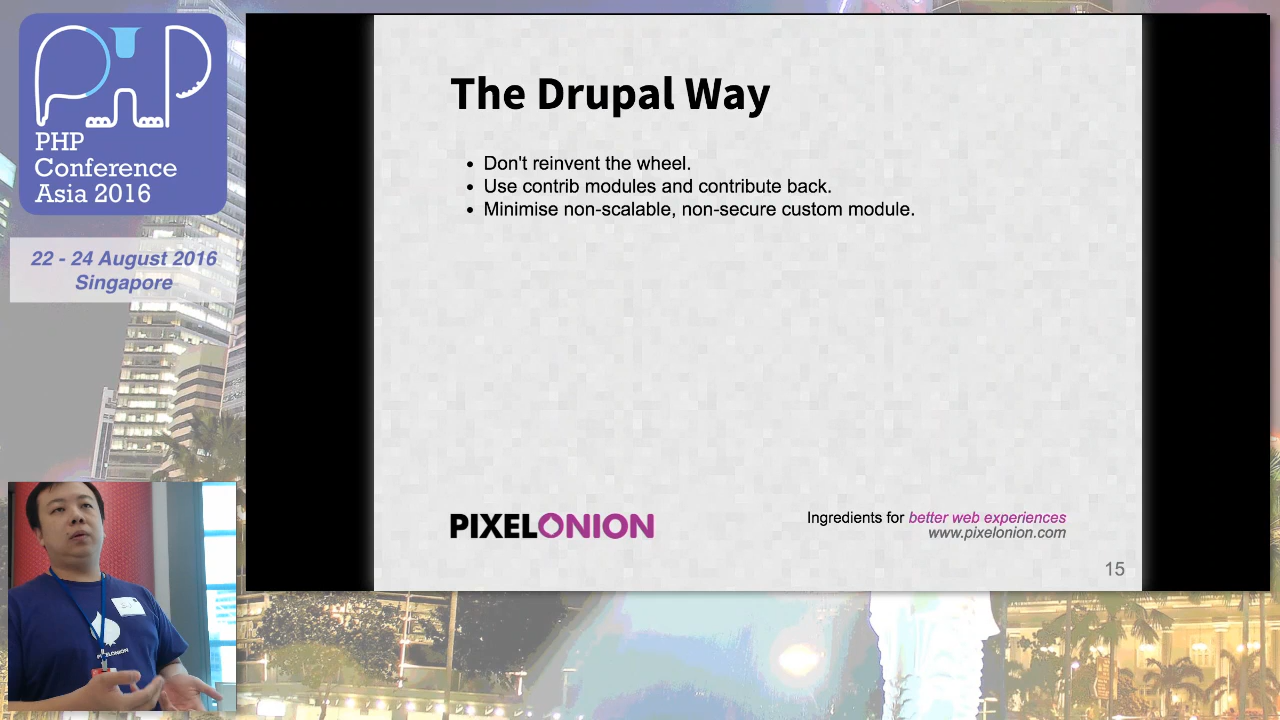 PHP
PHP
Conference
Asia 2016
22 - 24 August 2016
Singapore
The Drupal Way
Don't reinvent the wheel.
Use contrib modules and contribute back.
Minimise non-scalable, non-secure custom module.
PIXELONION
Ingredients for better web experiences
www.pixelonion.com
15
PIXELONION